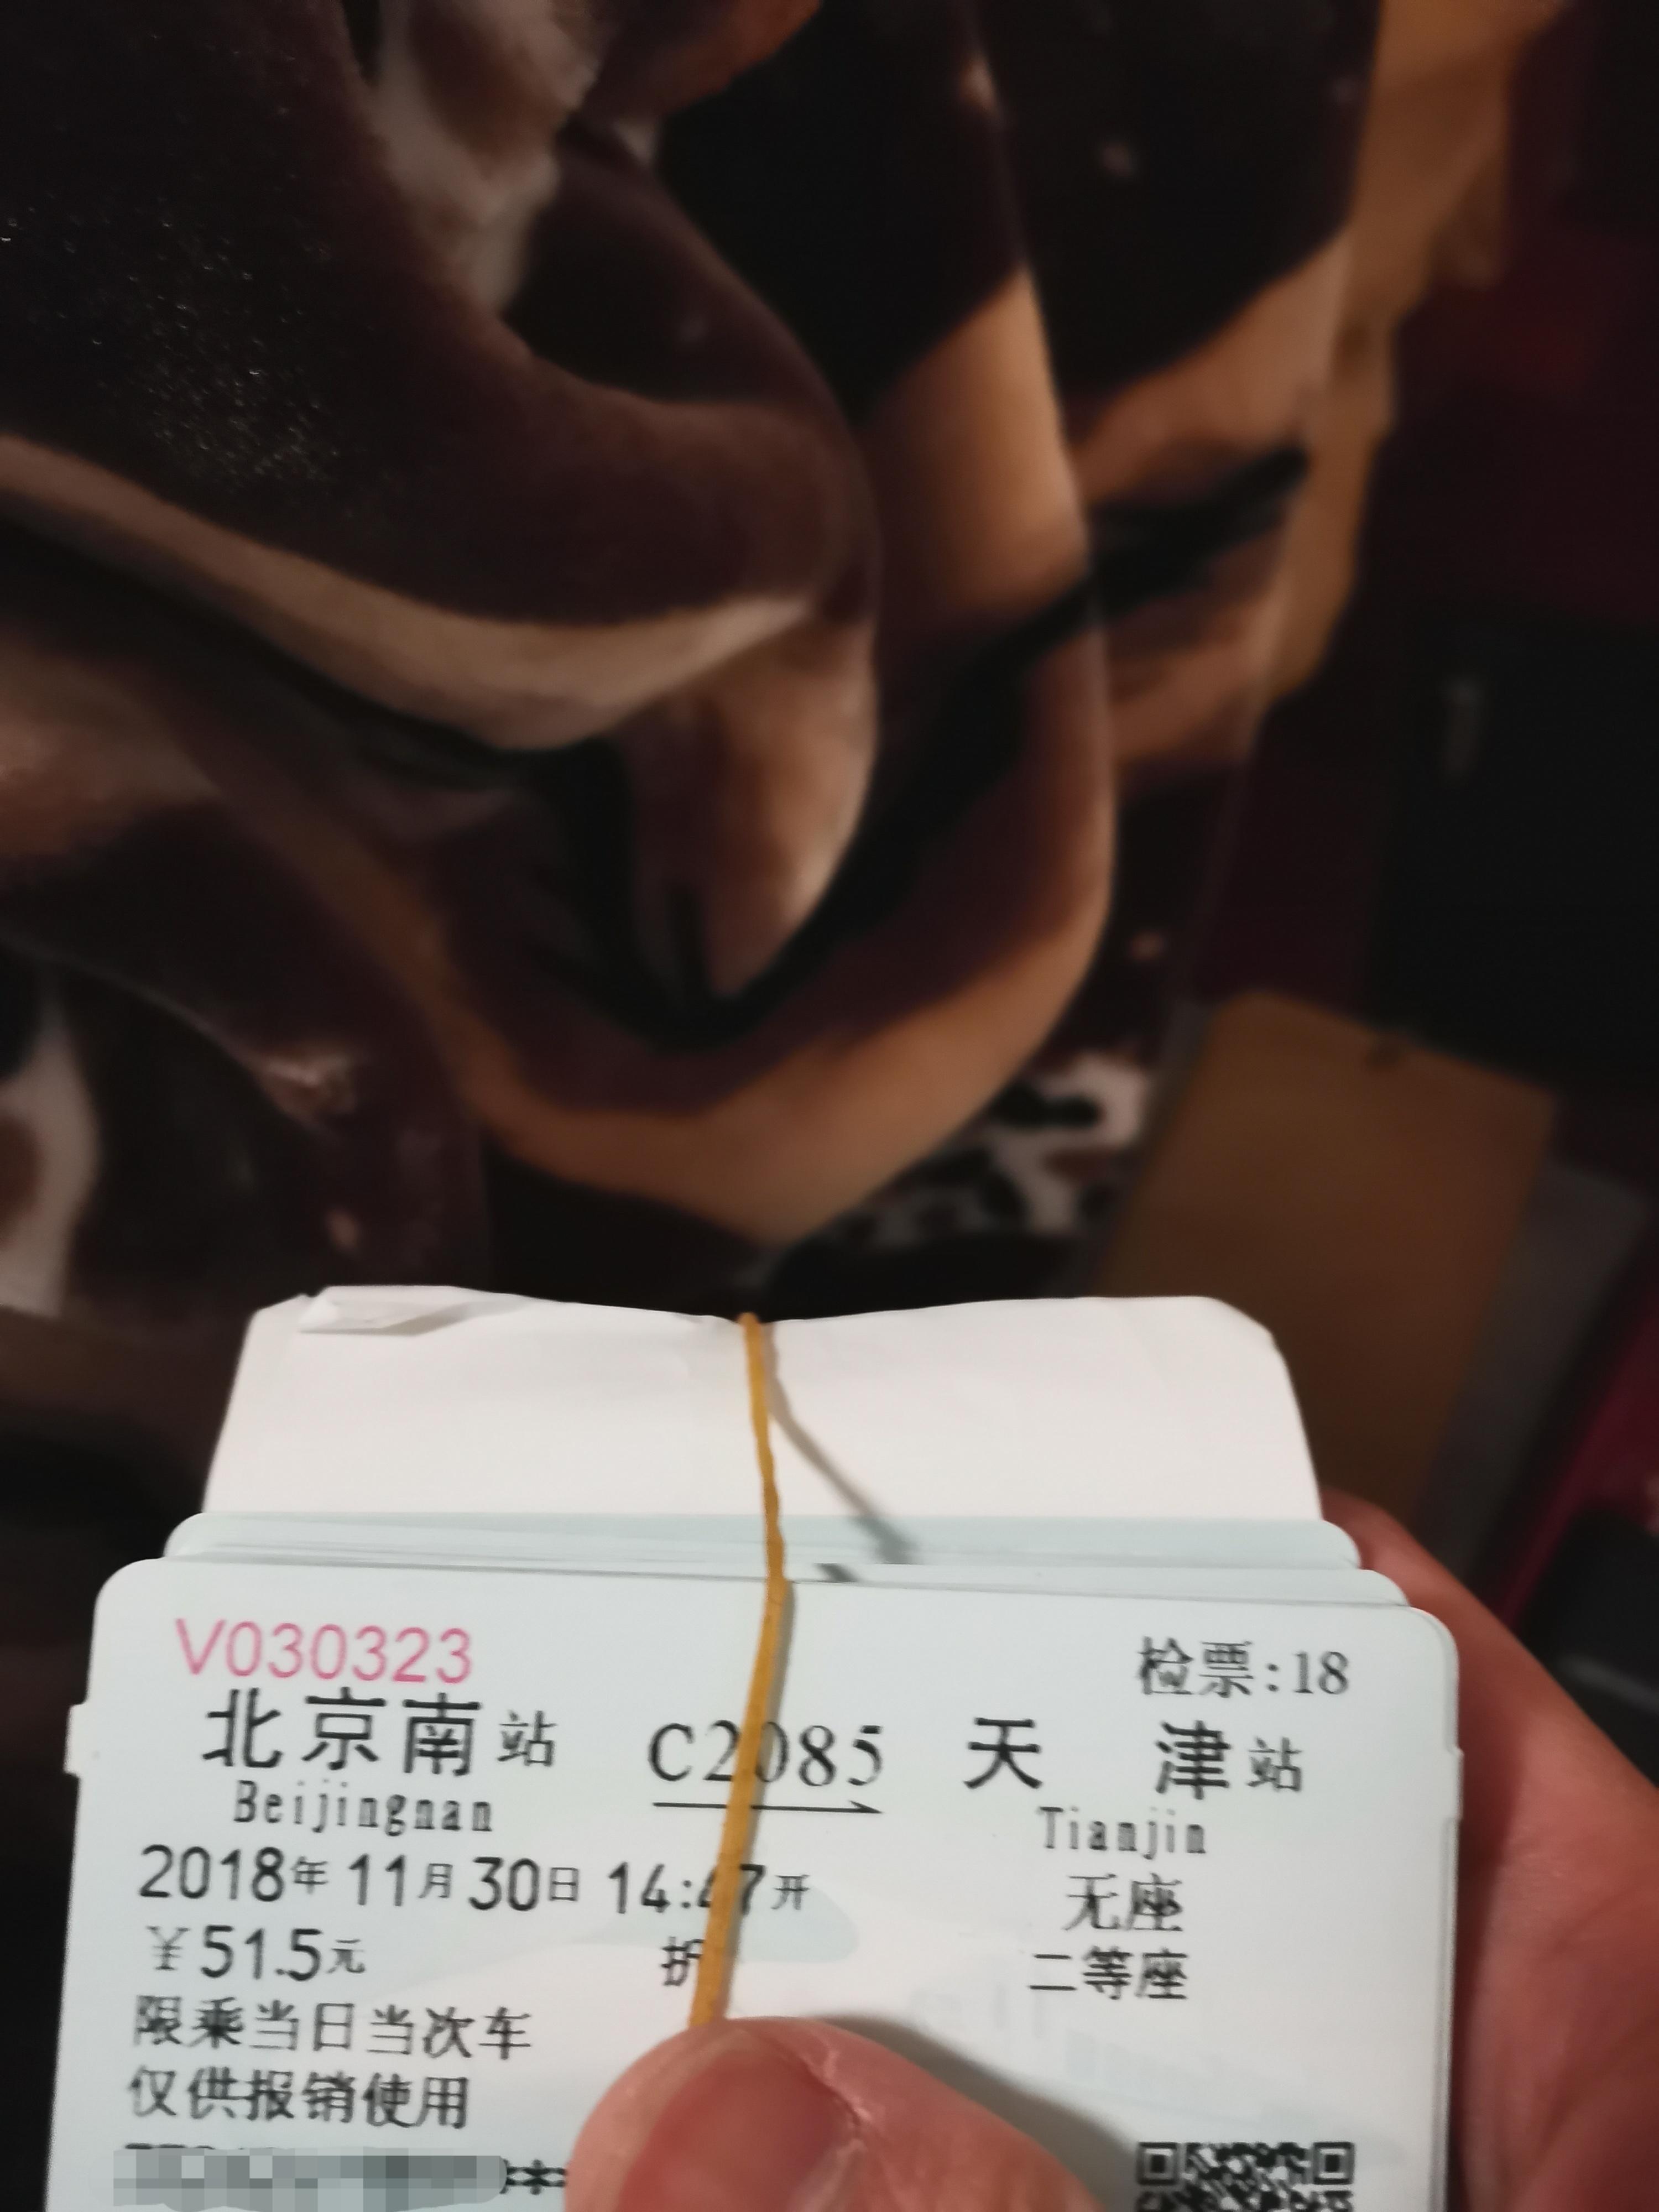 V030323 检票:18
北京南站 C2085 天津站
Beijingnan Tianjin
2018年11月30日 14:47开 无座
¥51.5元 折 二等座
限乘当日当次车
仅供报销使用